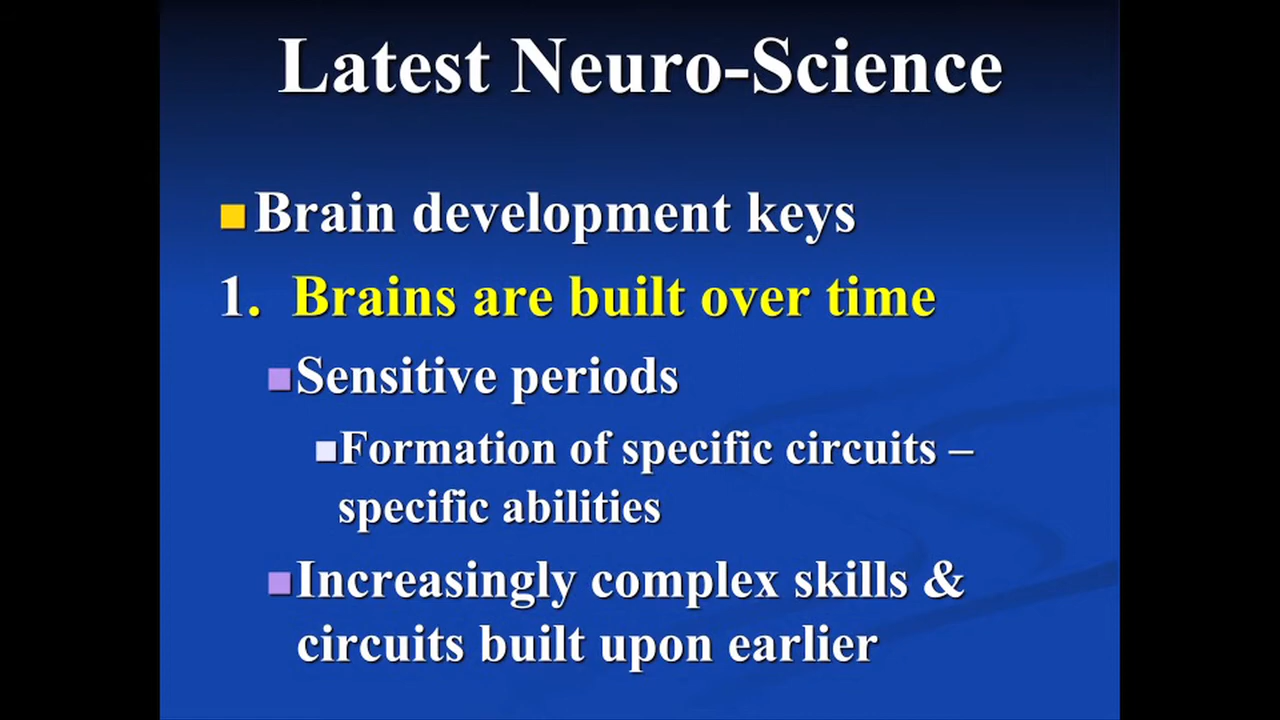 Latest Neuro-Science
Brain development keys
1. Brains are built over time
Sensitive periods
Formation of specific circuits –
specific abilities
Increasingly complex skills &
circuits built upon earlier